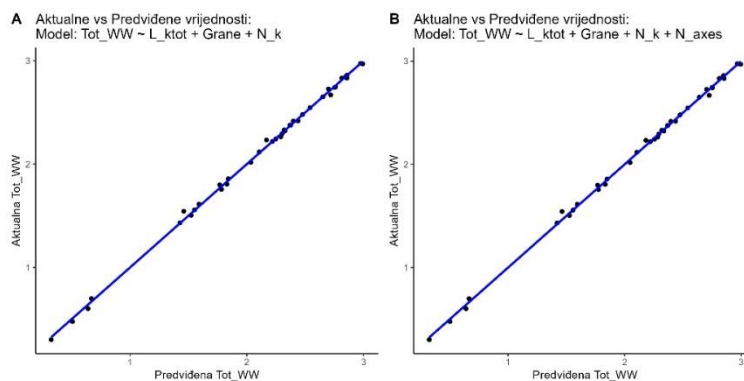 A Aktualne vs Predviđene vrijednosti:
Model: Tot_WW ~ L_ktot + Grane + N_k
3
2
1
Aktualna Tot_WW
1 2 3
Predviđena Tot_WW
B Aktualne vs Predviđene vrijednosti:
Model: Tot_WW ~ L_ktot + Grane + N_k + N_axes
3
2
1
Aktualna Tot_WW
1 2 3
Predviđena Tot_WW